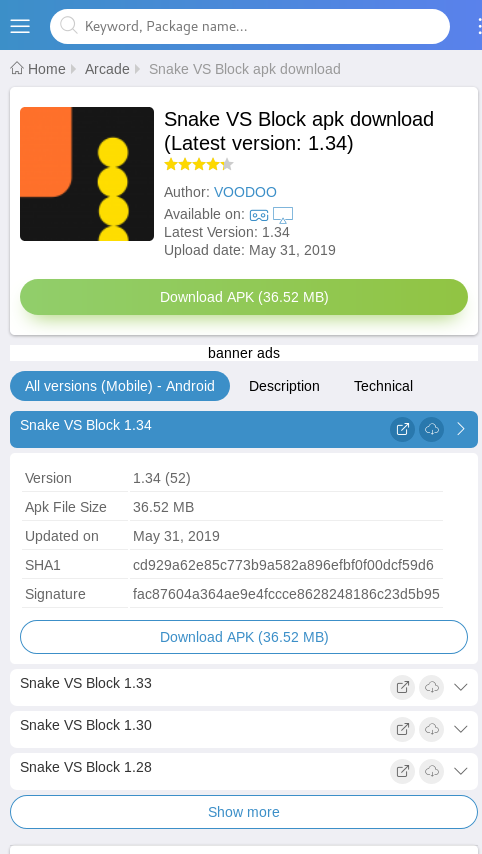 Keyword, Package name...
Home Arcade Snake VS Block apk download
Snake VS Block apk download
(Latest version: 1.34)
Author: VOODOO
Available on:
Latest Version: 1.34
Upload date: May 31, 2019
Download APK (36.52 MB)
banner ads
All versions (Mobile) - Android Description Technical
Snake VS Block 1.34
Version 1.34 (52)
Apk File Size 36.52 MB
Updated on May 31, 2019
SHA1 cd929a62e85c773b9a582a896efbf0f00dcf59d6
Signature fac87604a364ae9e4fccce8628248186c23d5b95
Download APK (36.52 MB)
Snake VS Block 1.33
Snake VS Block 1.30
Snake VS Block 1.28
Show more